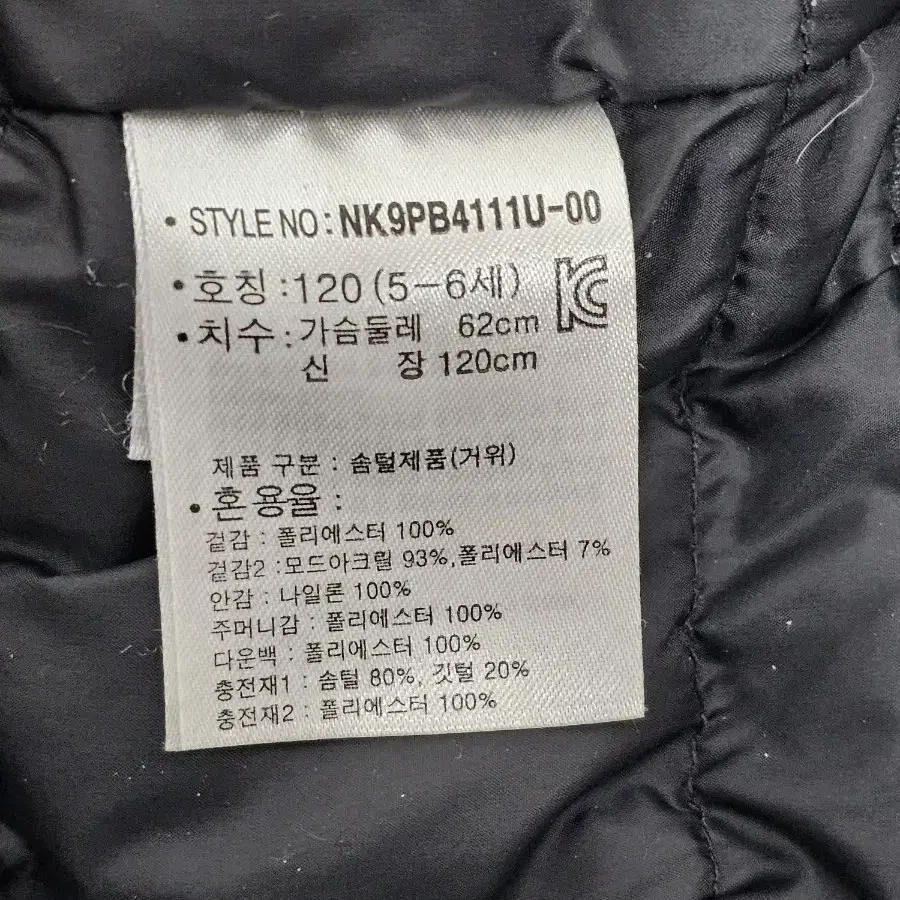 • STYLE NO : NK9PB4111U-00
• 호칭 : 120 (5-6세)
• 치수 : 가슴둘레 62cm
신 장 120cm
제품 구분 : 솜털제품(거위)
• 혼용율 :
겉감 : 폴리에스터 100%
겉감2 : 모드아크릴 93%, 폴리에스터 7%
안감 : 나일론 100%
주머니감 : 폴리에스터 100%
다운백 : 폴리에스터 100%
충전재1 : 솜털 80%, 깃털 20%
충전재2 : 폴리에스터 100%